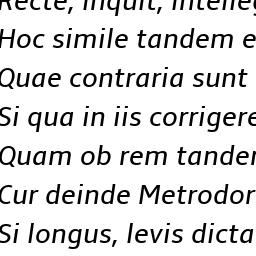 Recte, inquit, intelleg
Hoc simile tandem e
Quae contraria sunt
Si qua in iis corrigere
Quam ob rem tander
Cur deinde Metrodor
Si longus, levis dicta